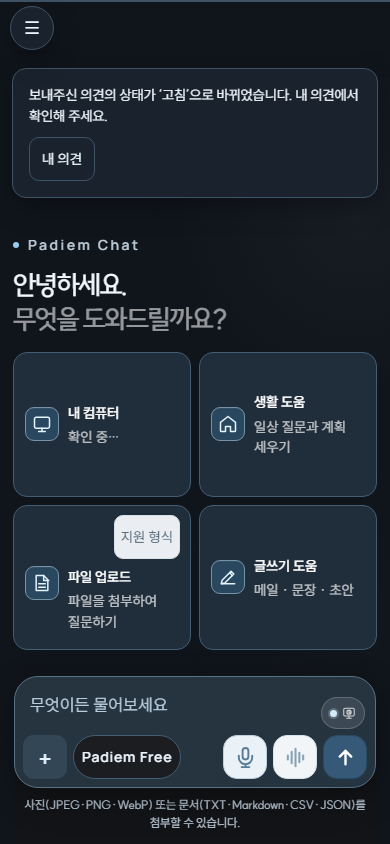 보내주신 의견의 상태가 ‘고침’으로 바뀌었습니다. 내 의견에서
확인해 주세요.
내 의견
Padiem Chat
안녕하세요.
무엇을 도와드릴까요?
내 컴퓨터
확인 중…
생활 도움
일상 질문과 계획
세우기
지원 형식
파일 업로드
파일을 첨부하여
질문하기
글쓰기 도움
메일 · 문장 · 초안
무엇이든 물어보세요
+
Padiem Free
사진(JPEG·PNG·WebP) 또는 문서(TXT·Markdown·CSV·JSON)를
첨부할 수 있습니다.